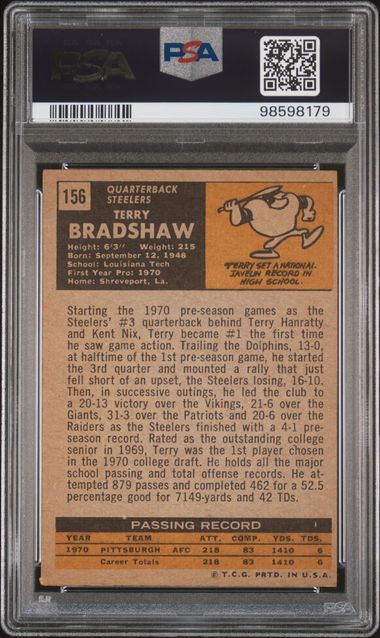 PSA
PSA
98598179
156
QUARTERBACK
STEELERS
TERRY
BRADSHAW
Height: 6'3" Weight: 215
Born: September 12, 1948
School: Louisiana Tech
First Year Pro: 1970
Home: Shreveport, La.
TERRY SET A NATIONAL
JAVELIN RECORD IN
HIGH SCHOOL.
Starting the 1970 pre-season games as the
Steelers' #3 quarterback behind Terry Hanratty
and Kent Nix, Terry became #1 the first time
he saw game action. Trailing the Dolphins, 13-0,
at halftime of the 1st pre-season game, he started
the 3rd quarter and mounted a rally that just
fell short of an upset, the Steelers losing, 16-10.
Then, in successive outings, he led the club to
a 20-13 victory over the Vikings, 21-6 over the
Giants, 31-3 over the Patriots and 20-6 over the
Raiders as the Steelers finished with a 4-1 pre-
season record. Rated as the outstanding college
senior in 1969, Terry was the 1st player chosen
in the 1970 college draft. He holds all the major
school passing and total offense records. He at-
tempted 879 passes and completed 462 for a 52.5
percentage good for 7149-yards and 42 TDs.
PASSING RECORD
YEAR TEAM ATT. COMP. YDS. TDS.
1970 PITTSBURGH AFC 218 83 1410 6
Career Totals 218 83 1410 6
© T.C.G. PRTD. IN U.S.A.